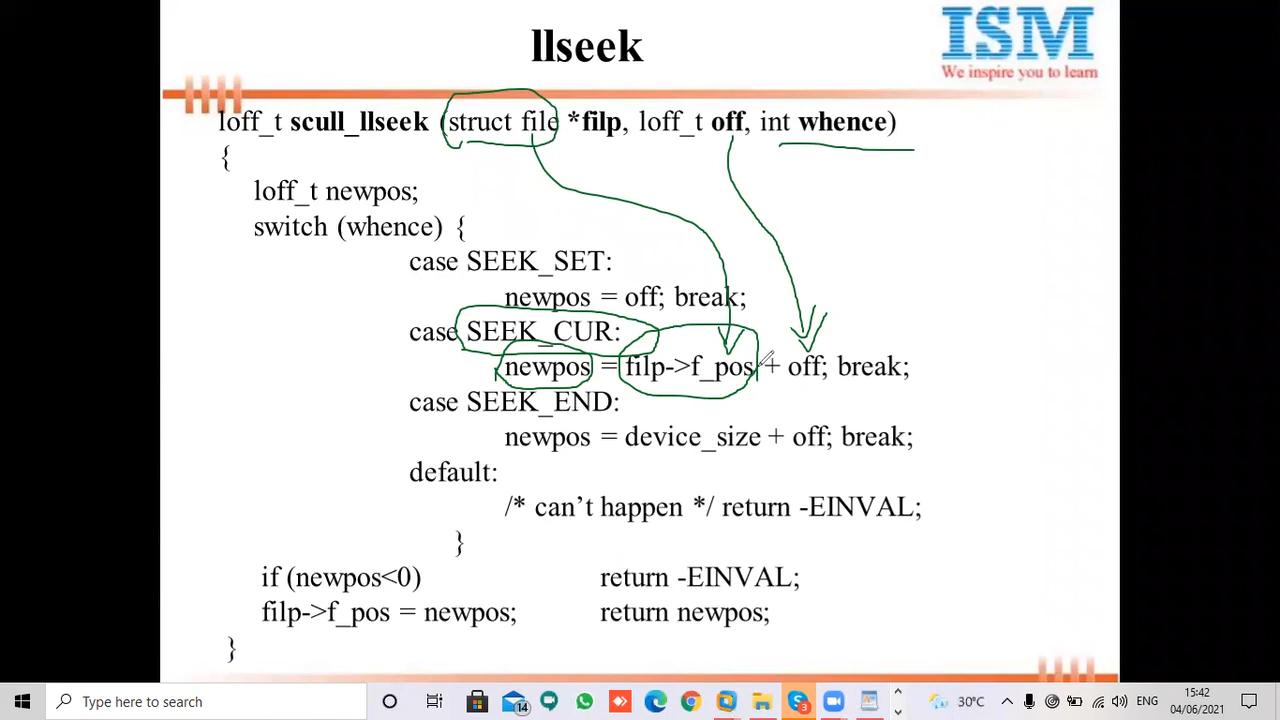 llseek
ISM
We inspire you to learn
loff_t scull_llseek (struct file *filp, loff_t off, int whence)
{
loff_t newpos;
switch (whence) {
case SEEK_SET:
newpos = off; break;
case SEEK_CUR:
newpos = filp->f_pos + off; break;
case SEEK_END:
newpos = device_size + off; break;
default:
/* can't happen */ return -EINVAL;
}
if (newpos<0) return -EINVAL;
filp->f_pos = newpos; return newpos;
}
Type here to search
14
3
30°C
ENG
15:42
04/06/2021